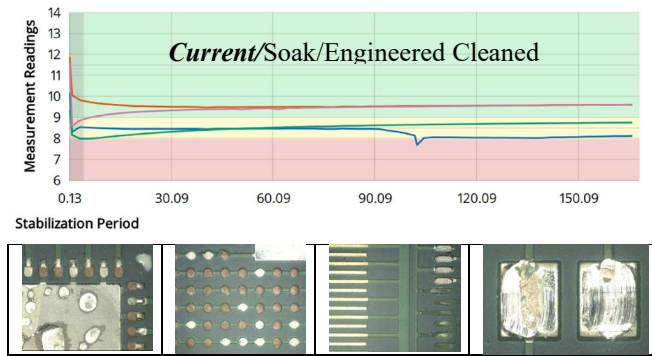 14
13
12
11
10
9
8
7
6
Measurement Readings
Current/Soak/Engineered Cleaned
0.13 30.09 60.09 90.09 120.09 150.09
Stabilization Period